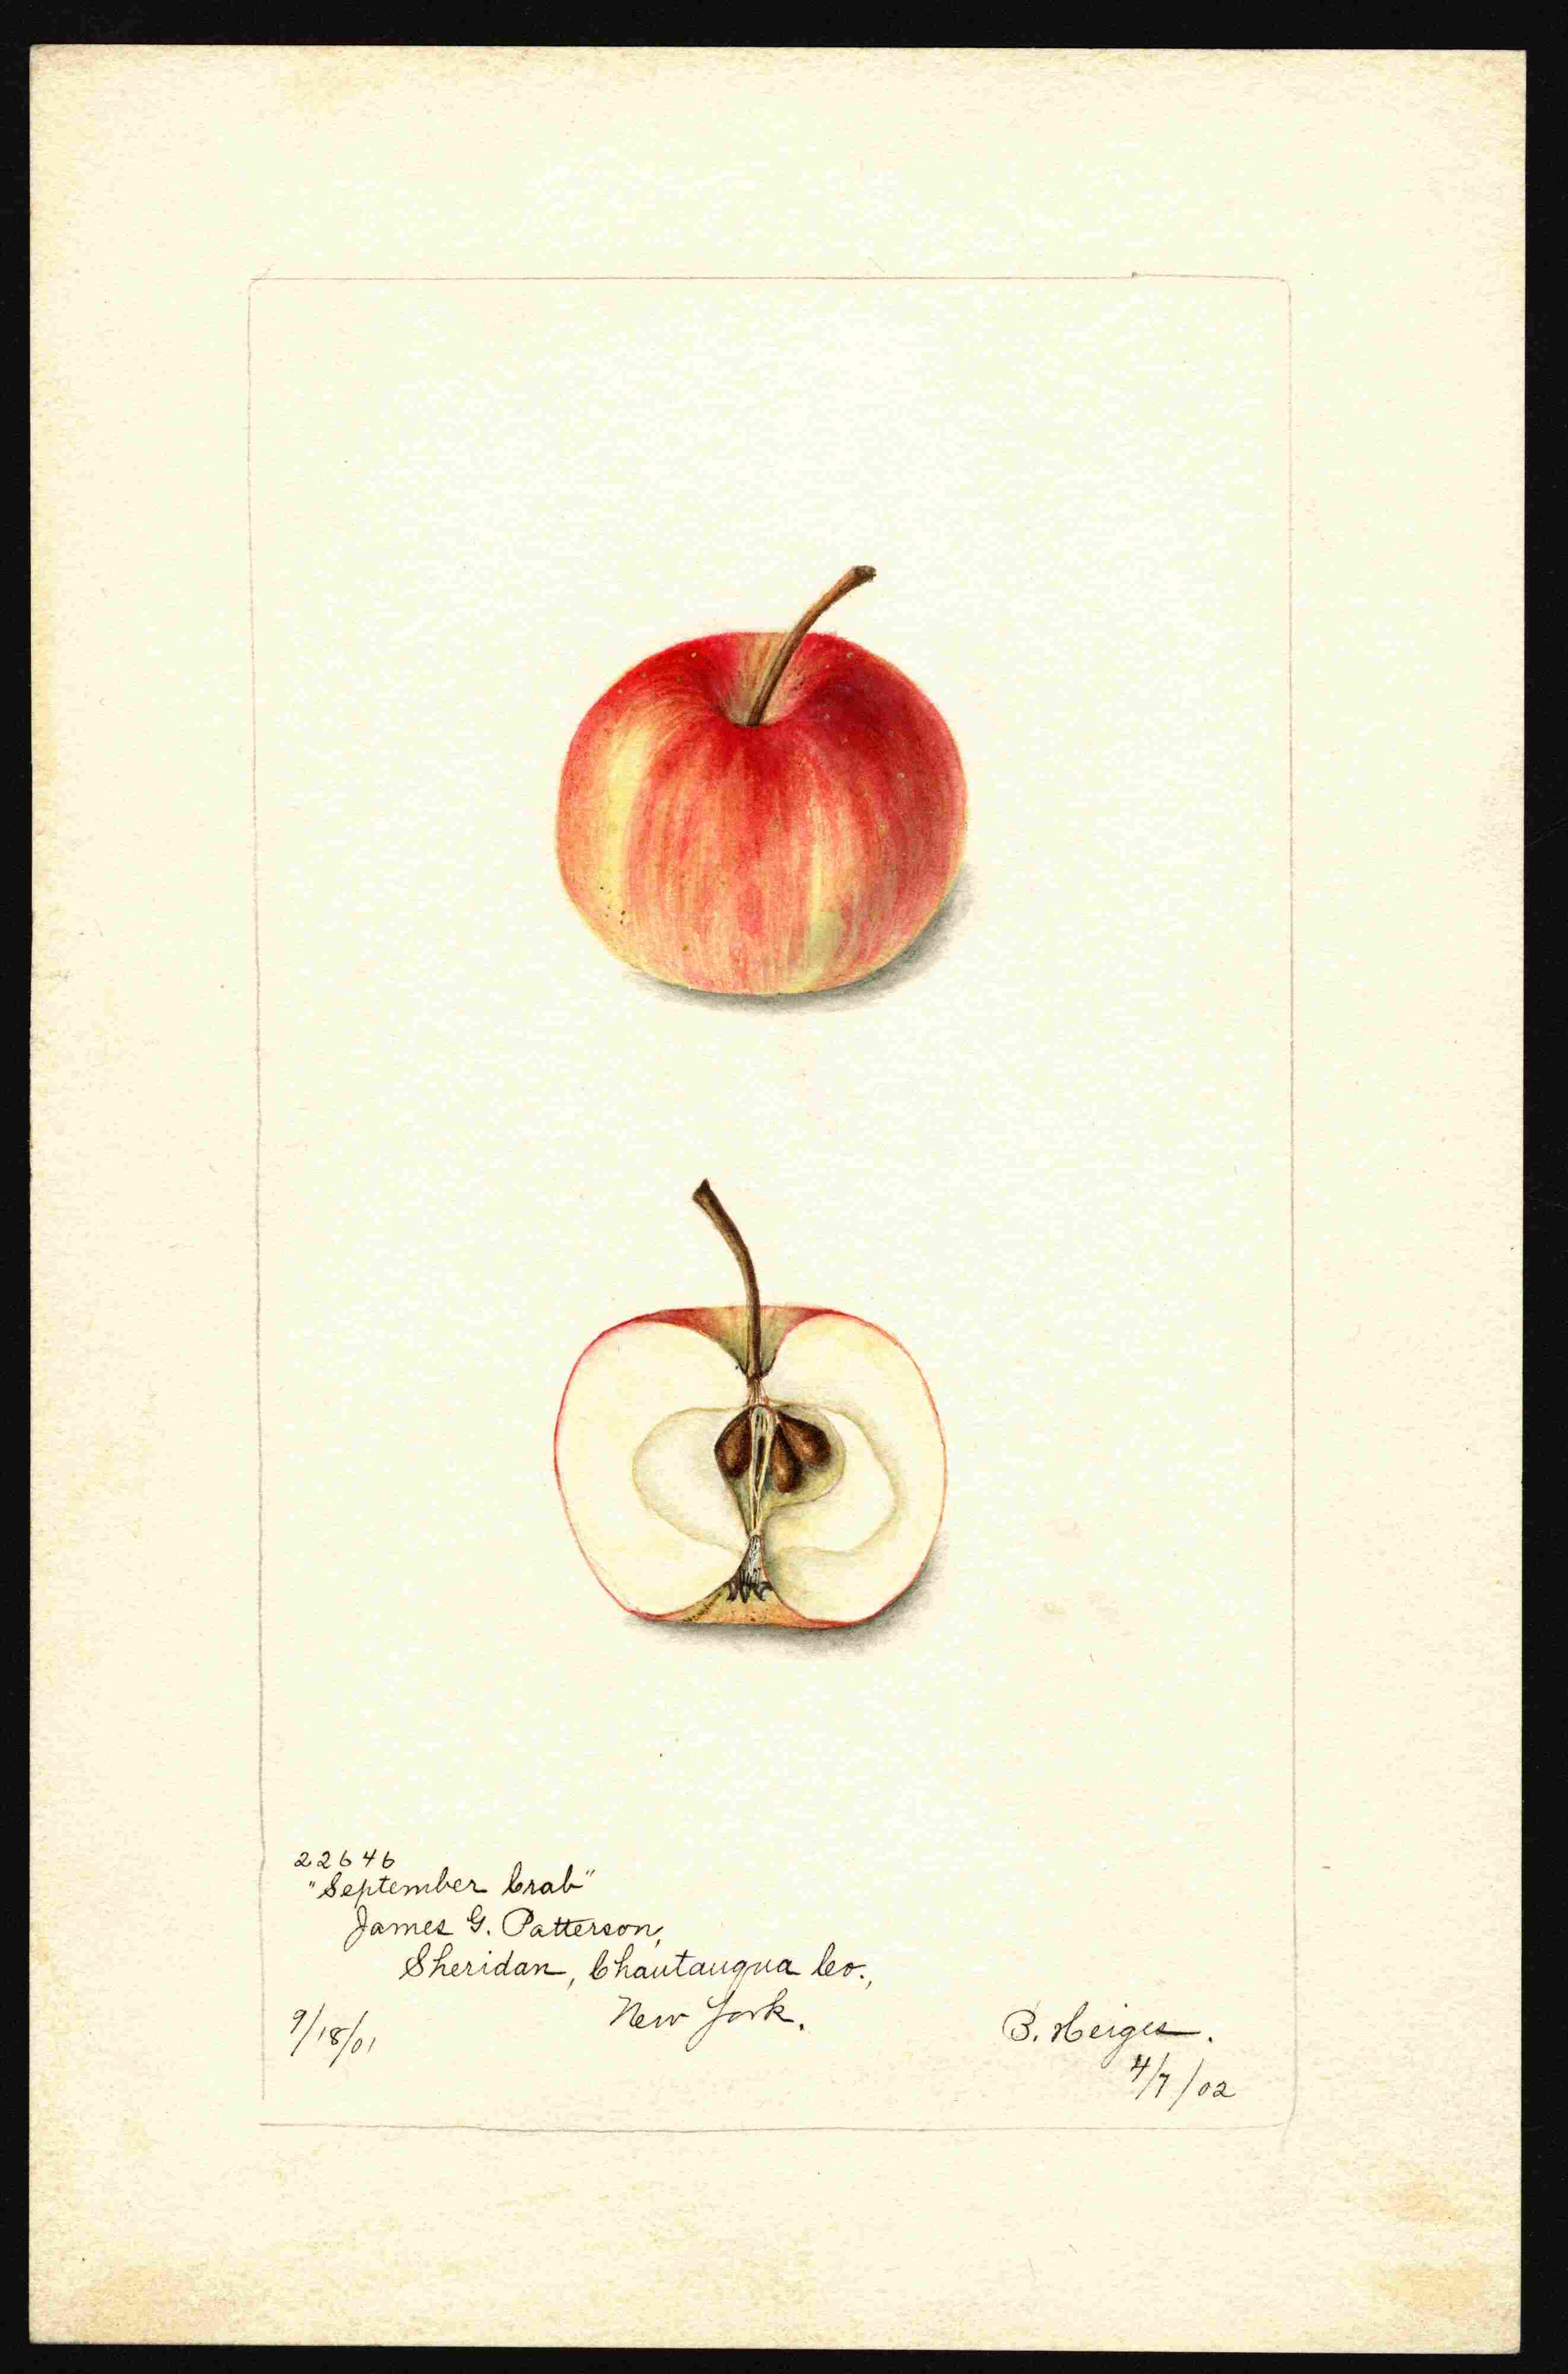 22646
"September Crab"
James G. Patterson,
Sheridan, Chautauqua Co.,
New York.
9/18/01
B. Heiges.
4/7/02